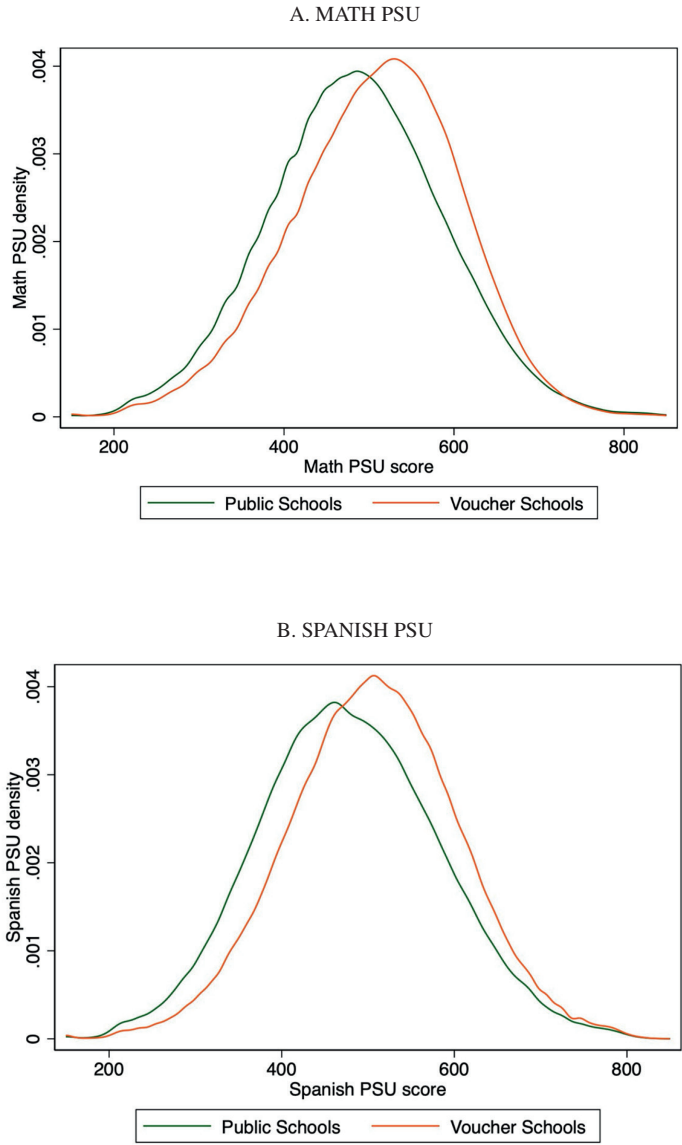 A. MATH PSU
Math PSU density
.004
.003
.002
.001
0
200 400 600 800
Math PSU score
Public Schools Voucher Schools
B. SPANISH PSU
Spanish PSU density
.004
.003
.002
.001
0
200 400 600 800
Spanish PSU score
Public Schools Voucher Schools